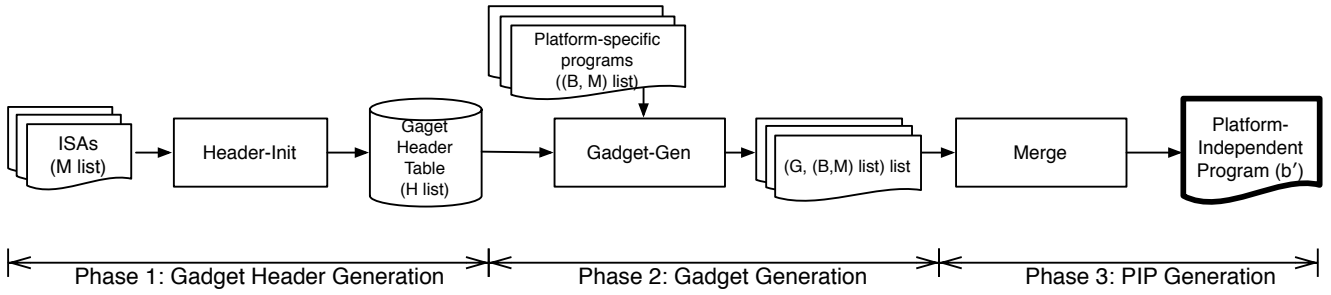 Platform-specific
programs
((B, M) list)
ISAs
(M list)
Header-Init
Gaget
Header
Table
(H list)
Gadget-Gen
(G, (B,M) list) list
Merge
Platform-
Independent
Program (b′)
Phase 1: Gadget Header Generation
Phase 2: Gadget Generation
Phase 3: PIP Generation